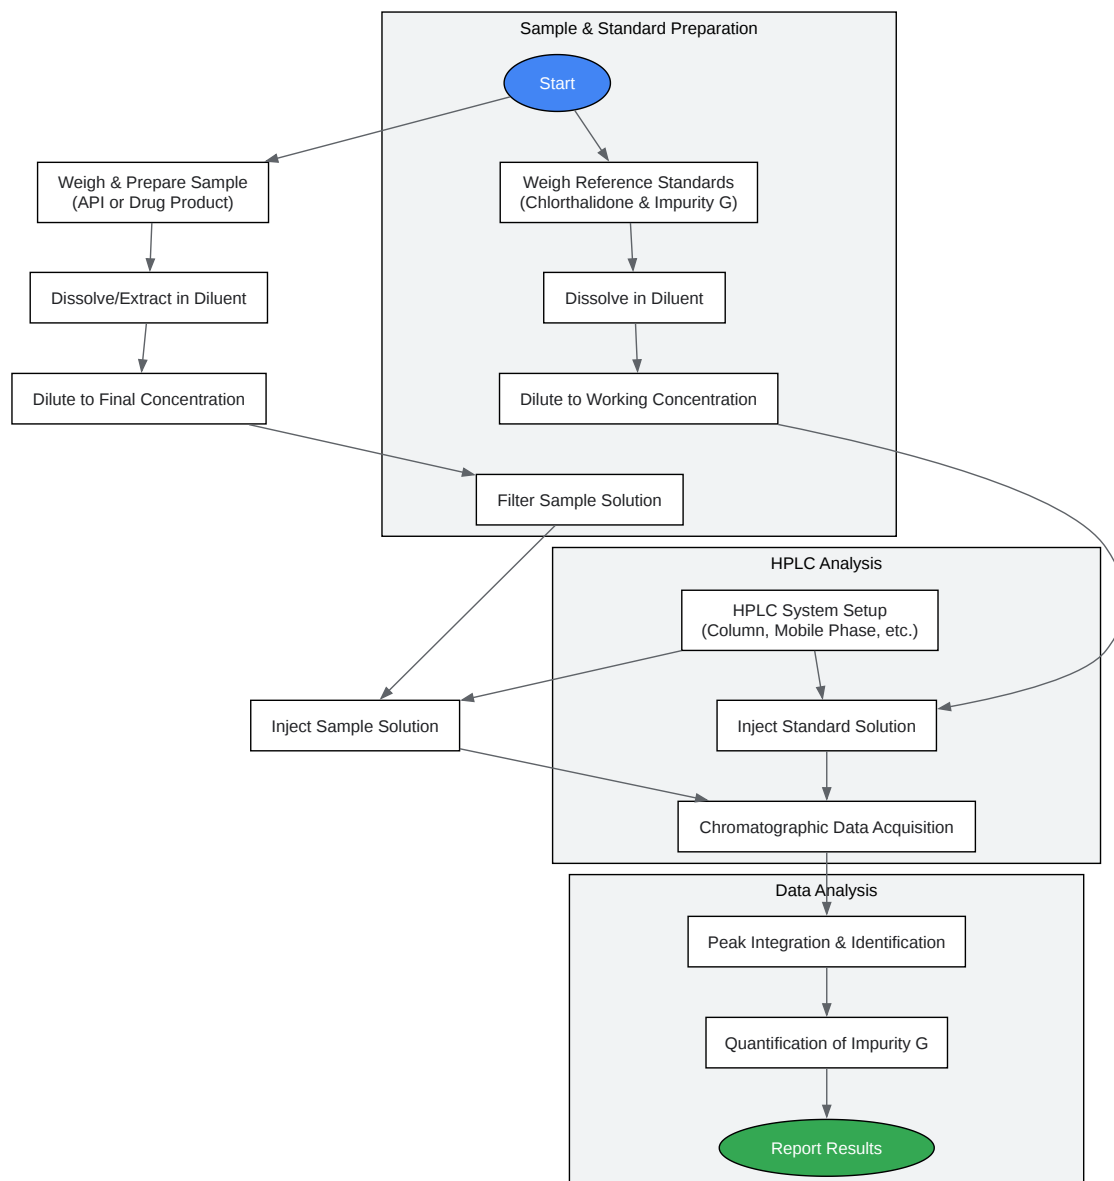 Sample & Standard Preparation
Start
Weigh & Prepare Sample
(API or Drug Product)
Weigh Reference Standards
(Chlorthalidone & Impurity G)
Dissolve/Extract in Diluent
Dissolve in Diluent
Dilute to Final Concentration
Dilute to Working Concentration
Filter Sample Solution
HPLC Analysis
HPLC System Setup
(Column, Mobile Phase, etc.)
Inject Sample Solution
Inject Standard Solution
Chromatographic Data Acquisition
Data Analysis
Peak Integration & Identification
Quantification of Impurity G
Report Results